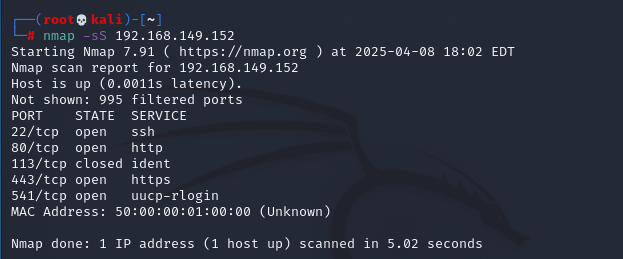 ┌──(root💀kali)-[~]
└─# nmap -sS 192.168.149.152
Starting Nmap 7.91 ( https://nmap.org ) at 2025-04-08 18:02 EDT
Nmap scan report for 192.168.149.152
Host is up (0.0011s latency).
Not shown: 995 filtered ports
PORT    STATE  SERVICE
22/tcp  open   ssh
80/tcp  open   http
113/tcp closed ident
443/tcp open   https
541/tcp open   uucp-rlogin
MAC Address: 50:00:00:01:00:00 (Unknown)
Nmap done: 1 IP address (1 host up) scanned in 5.02 seconds